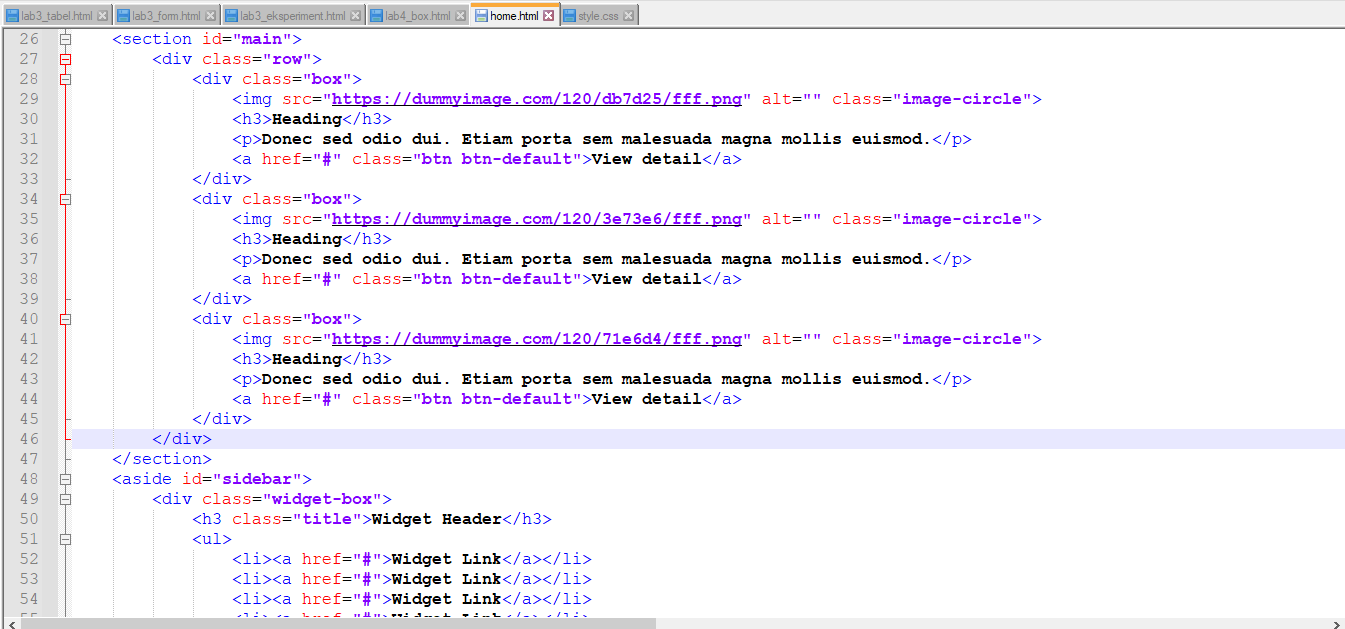 lab3_tabel.html lab3_form.html lab3_eksperiment.html lab4_box.html home.html style.css
26 <section id="main">
27 <div class="row">
28 <div class="box">
29 <img src="https://dummyimage.com/120/db7d25/fff.png" alt="" class="image-circle">
30 <h3>Heading</h3>
31 <p>Donec sed odio dui. Etiam porta sem malesuada magna mollis euismod.</p>
32 <a href="#" class="btn btn-default">View detail</a>
33 </div>
34 <div class="box">
35 <img src="https://dummyimage.com/120/3e73e6/fff.png" alt="" class="image-circle">
36 <h3>Heading</h3>
37 <p>Donec sed odio dui. Etiam porta sem malesuada magna mollis euismod.</p>
38 <a href="#" class="btn btn-default">View detail</a>
39 </div>
40 <div class="box">
41 <img src="https://dummyimage.com/120/71e6d4/fff.png" alt="" class="image-circle">
42 <h3>Heading</h3>
43 <p>Donec sed odio dui. Etiam porta sem malesuada magna mollis euismod.</p>
44 <a href="#" class="btn btn-default">View detail</a>
45 </div>
46 </div>
47 </section>
48 <aside id="sidebar">
49 <div class="widget-box">
50 <h3 class="title">Widget Header</h3>
51 <ul>
52 <li><a href="#">Widget Link</a></li>
53 <li><a href="#">Widget Link</a></li>
54 <li><a href="#">Widget Link</a></li>
55 <li><a href="#">Widget Link</a></li>